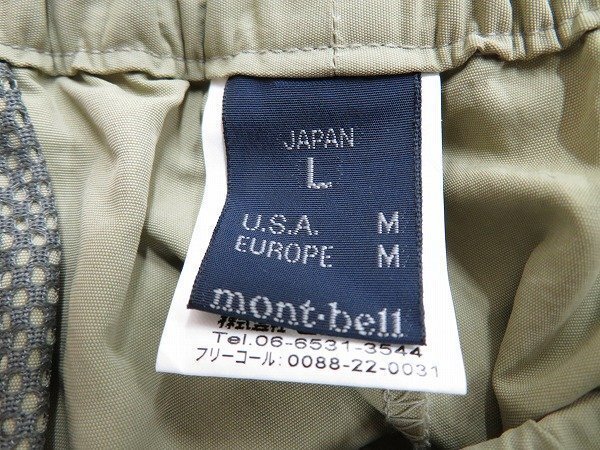 JAPAN
L
U.S.A. M
EUROPE M
mont·bell
株式会社
Tel.06-6531-3544
フリーコール:0088-22-0031